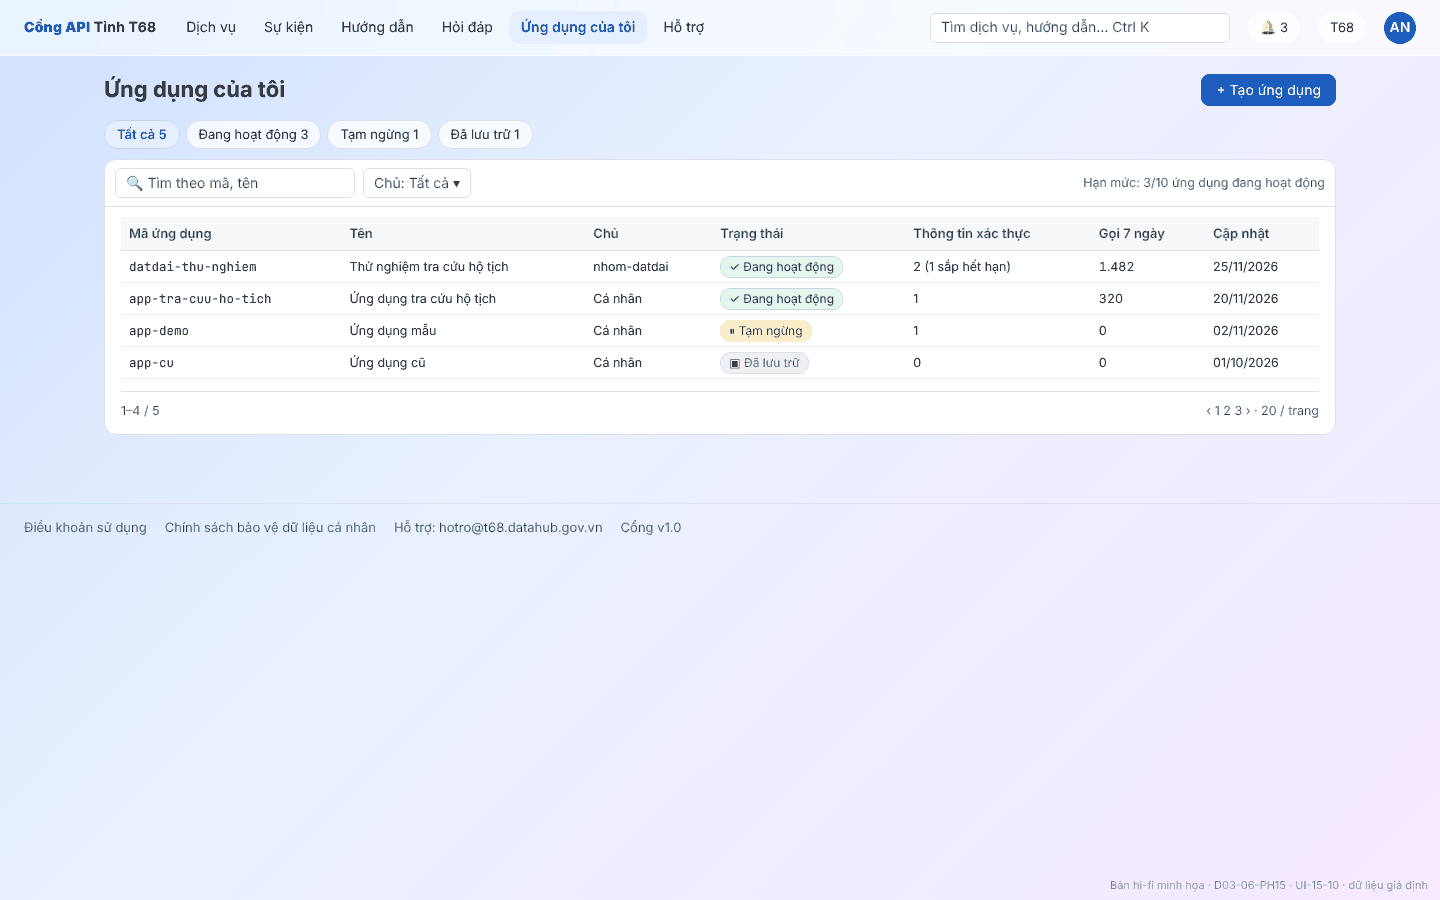 Cổng API Tỉnh T68 Dịch vụ Sự kiện Hướng dẫn Hỏi đáp Ứng dụng của tôi Hỗ trợ Tìm dịch vụ, hướng dẫn... Ctrl K 🔔 3 T68 AN
Ứng dụng của tôi + Tạo ứng dụng
Tất cả 5 Đang hoạt động 3 Tạm ngừng 1 Đã lưu trữ 1
🔍 Tìm theo mã, tên Chủ: Tất cả ▾ Hạn mức: 3/10 ứng dụng đang hoạt động
Mã ứng dụng Tên Chủ Trạng thái Thông tin xác thực Gọi 7 ngày Cập nhật
datdai-thu-nghiem Thử nghiệm tra cứu hộ tịch nhom-datdai ✓ Đang hoạt động 2 (1 sắp hết hạn) 1.482 25/11/2026
app-tra-cuu-ho-tich Ứng dụng tra cứu hộ tịch Cá nhân ✓ Đang hoạt động 1 320 20/11/2026
app-demo Ứng dụng mẫu Cá nhân ⏸ Tạm ngừng 1 0 02/11/2026
app-cu Ứng dụng cũ Cá nhân ▣ Đã lưu trữ 0 0 01/10/2026
1–4 / 5 ‹ 1 2 3 › · 20 / trang
Điều khoản sử dụng Chính sách bảo vệ dữ liệu cá nhân Hỗ trợ: hotro@t68.datahub.gov.vn Cổng v1.0
Bản hi-fi minh họa · D03-06-PH15 · UI-15-10 · dữ liệu giả định